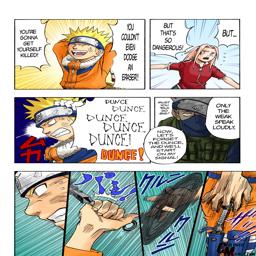 BUT...
BUT THAT'S
SO
DANGEROUS!
YOU
COULDN'T
EVEN
DODGE
AN
ERASER!
YOU'RE
GONNA
GET
YOURSELF
KILLED!
ONLY
THE
WEAK
SPEAK
LOUDLY.
NOW,
LET'S
FORGET
THE DUNCE,
AND WE'LL
START ON
MY
SIGNAL!
DUNCE
DUNCE,
DUNCE
DUNCE,
DUNCE!
DUNCE!